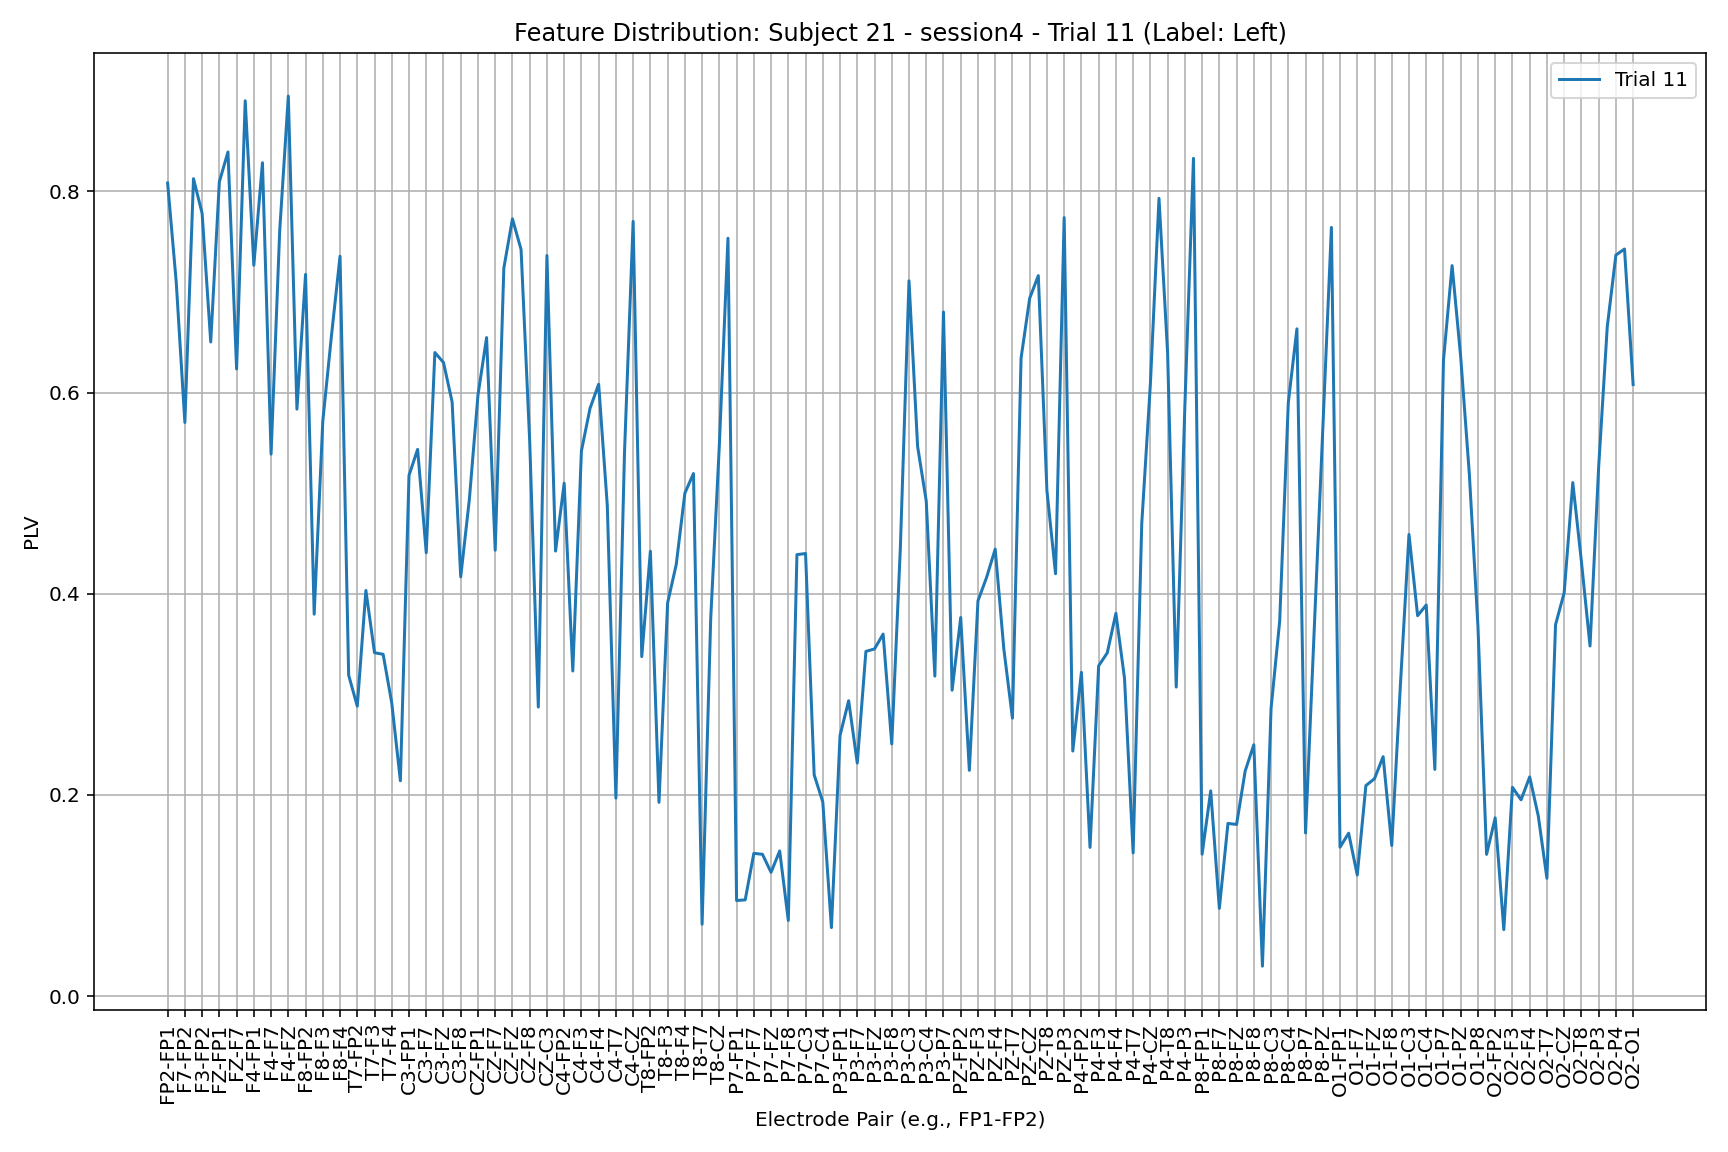 Feature Distribution: Subject 21 - session4 - Trial 11 (Label: Left)
Trial 11
PLV
0.8
0.6
0.4
0.2
0.0
FP2-FP1
F7-FP2
F3-FP2
FZ-FP1
FZ-F7
F4-FP1
F4-F7
F4-FZ
F8-FP2
F8-F3
F8-F4
T7-FP2
T7-F3
T7-F4
C3-FP1
C3-F7
C3-FZ
C3-F8
CZ-FP1
CZ-F7
CZ-FZ
CZ-F8
CZ-C3
C4-FP2
C4-F3
C4-F4
C4-T7
C4-CZ
T8-FP2
T8-F3
T8-F4
T8-T7
T8-CZ
P7-FP1
P7-F7
P7-FZ
P7-F8
P7-C3
P7-C4
P3-FP1
P3-F7
P3-FZ
P3-F8
P3-C3
P3-C4
P3-P7
PZ-FP2
PZ-F3
PZ-F4
PZ-T7
PZ-CZ
PZ-T8
PZ-P3
P4-FP2
P4-F3
P4-F4
P4-T7
P4-CZ
P4-T8
P4-P3
P8-FP1
P8-F7
P8-FZ
P8-F8
P8-C3
P8-C4
P8-P7
P8-PZ
O1-FP1
O1-F7
O1-FZ
O1-F8
O1-C3
O1-C4
O1-P7
O1-PZ
O1-P8
O2-FP2
O2-F3
O2-F4
O2-T7
O2-CZ
O2-T8
O2-P3
O2-P4
O2-O1
Electrode Pair (e.g., FP1-FP2)